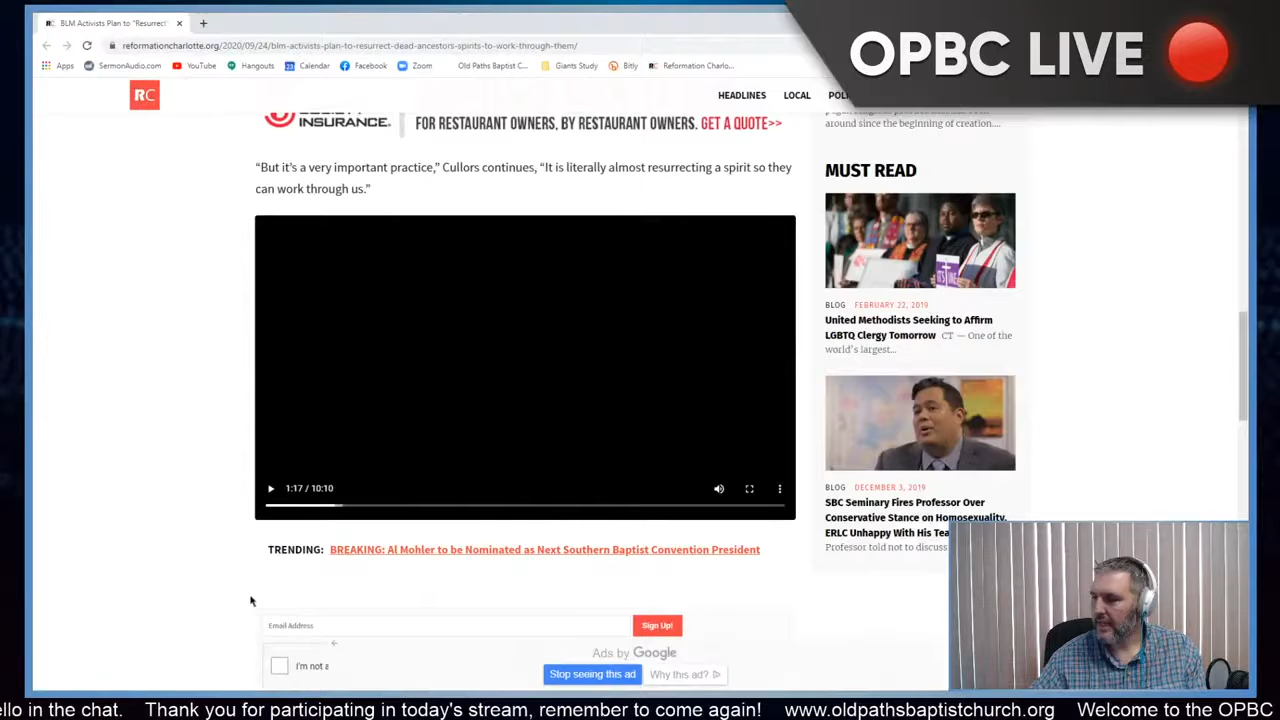 BLM Activists Plan to "Resurrect
OPBC LIVE
reformationcharlotte.org/2020/09/24/blm-activists-plan-to-resurrect-dead-ancestors-spirits-to-work-through-them/
Apps SermonAudio.com YouTube Hangouts Calendar Facebook Zoom Old Paths Baptist C... Giants Study Bitly Reformation Charlo...
RC
HEADLINES LOCAL
INSURANCE. FOR RESTAURANT OWNERS, BY RESTAURANT OWNERS. GET A QUOTE>>
around since the beginning of creation....
“But it’s a very important practice,” Cullors continues, “It is literally almost resurrecting a spirit so they
can work through us.”
MUST READ
IT'S TIME
BLOG FEBRUARY 22, 2019
United Methodists Seeking to Affirm
LGBTQ Clergy Tomorrow CT — One of the
world’s largest...
BLOG DECEMBER 3, 2019
SBC Seminary Fires Professor Over
Conservative Stance on Homosexuality,
ERLC Unhappy With His
Professor told not to discuss
1:17 / 10:10
TRENDING: BREAKING: Al Mohler to be Nominated as Next Southern Baptist Convention President
Email Address
Sign Up!
I'm not a
Ads by Google
Stop seeing this ad
Why this ad?
ello in the chat. Thank you for participating in today's stream, remember to come again! www.oldpathsbaptistchurch.org Welcome to the OPBC